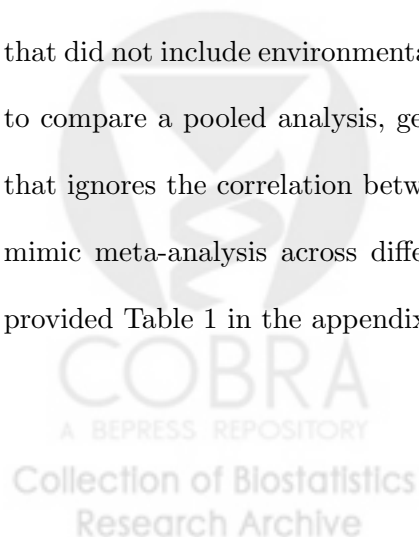 that did not include environmenta
to compare a pooled analysis, ge
that ignores the correlation betw
mimic meta-analysis across diffe
provided Table 1 in the appendix
COBRA
A BEPRESS REPOSITORY
Collection of Biostatistics
Research Archive